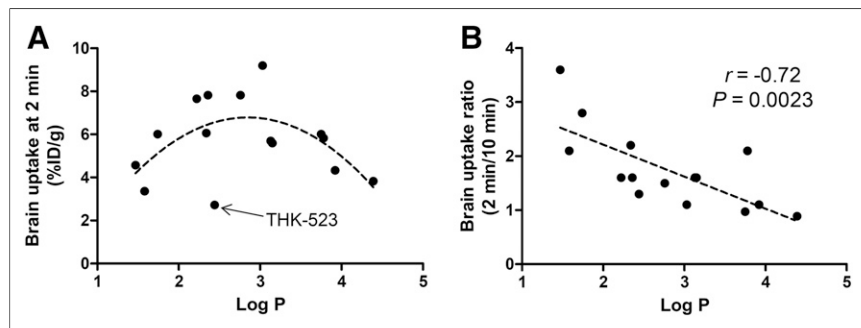 A
Brain uptake at 2 min
(%ID/g)
10
8
6
4
2
0
THK-523
1 2 3 4 5
Log P
B
Brain uptake ratio
(2 min/10 min)
4
3
2
1
0
r = -0.72
P = 0.0023
1 2 3 4 5
Log P